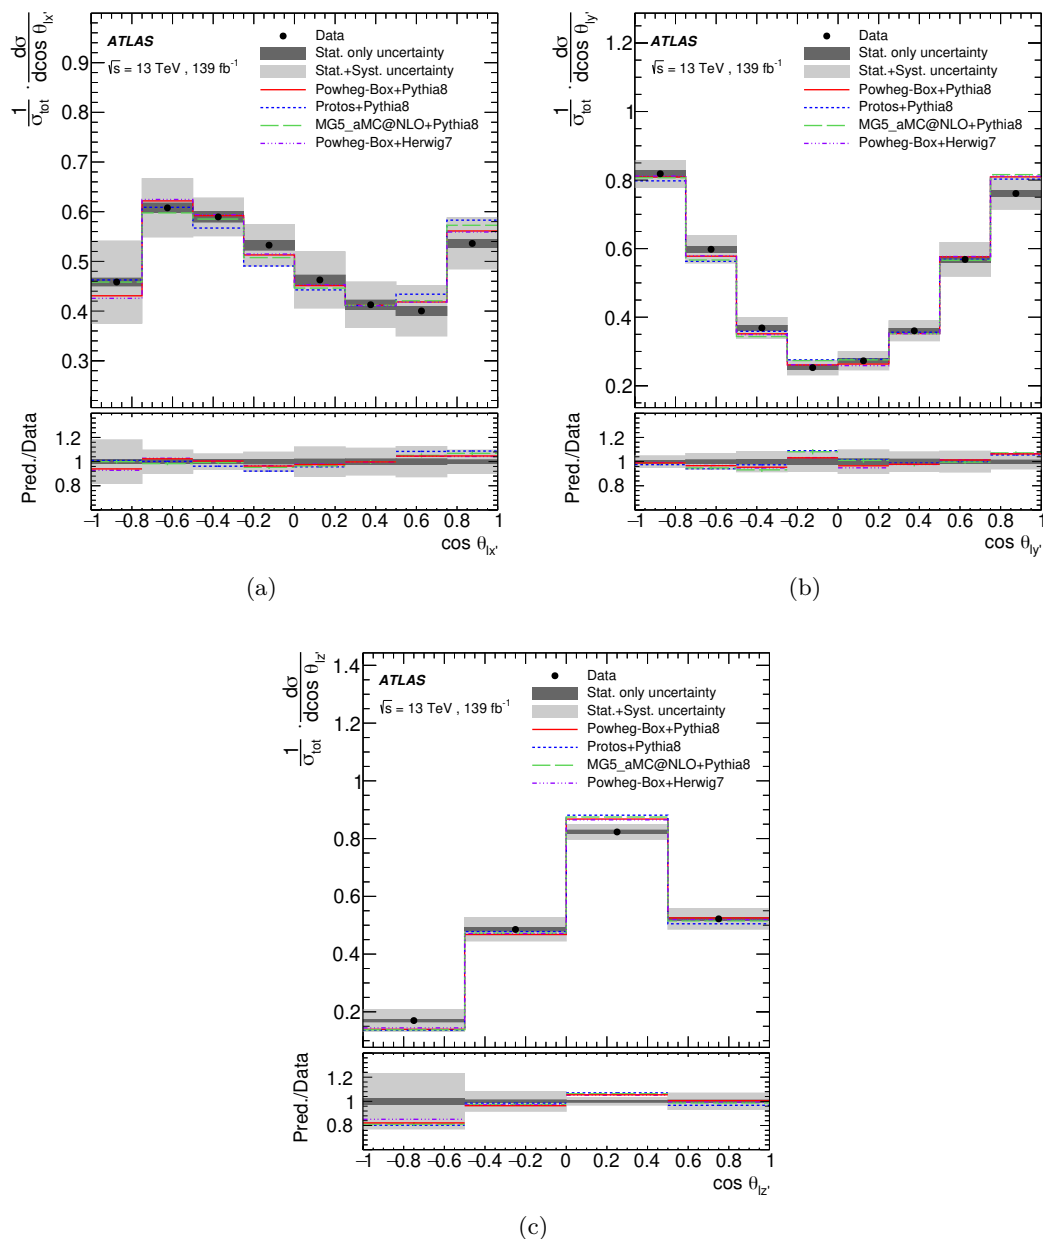 1/σtot · dσ/dcos θlx'
ATLAS
√s = 13 TeV , 139 fb-1
Data
Stat. only uncertainty
Stat.+Syst. uncertainty
Powheg-Box+Pythia8
Protos+Pythia8
MG5_aMC@NLO+Pythia8
Powheg-Box+Herwig7
0.9
0.8
0.7
0.6
0.5
0.4
0.3
Pred./Data
1.2
1
0.8
−1 −0.8 −0.6 −0.4 −0.2 0 0.2 0.4 0.6 0.8 1
cos θlx'
(a)
1/σtot · dσ/dcos θly'
ATLAS
√s = 13 TeV , 139 fb-1
Data
Stat. only uncertainty
Stat.+Syst. uncertainty
Powheg-Box+Pythia8
Protos+Pythia8
MG5_aMC@NLO+Pythia8
Powheg-Box+Herwig7
1.2
1
0.8
0.6
0.4
0.2
Pred./Data
1.2
1
0.8
−1 −0.8 −0.6 −0.4 −0.2 0 0.2 0.4 0.6 0.8 1
cos θly'
(b)
1/σtot · dσ/dcos θlz'
ATLAS
√s = 13 TeV , 139 fb-1
Data
Stat. only uncertainty
Stat.+Syst. uncertainty
Powheg-Box+Pythia8
Protos+Pythia8
MG5_aMC@NLO+Pythia8
Powheg-Box+Herwig7
1.4
1.2
1
0.8
0.6
0.4
0.2
Pred./Data
1.2
1
0.8
−1 −0.8 −0.6 −0.4 −0.2 0 0.2 0.4 0.6 0.8 1
cos θlz'
(c)